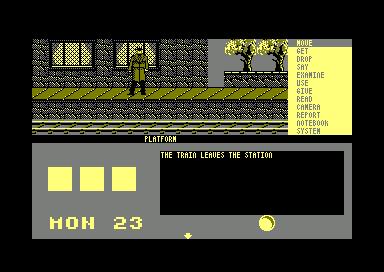 MOVE
GET
DROP
SAY
EXAMINE
USE
GIVE
READ
CAMERA
REPORT
NOTEBOOK
SYSTEM
PLATFORM
THE TRAIN LEAVES THE STATION
MON 23